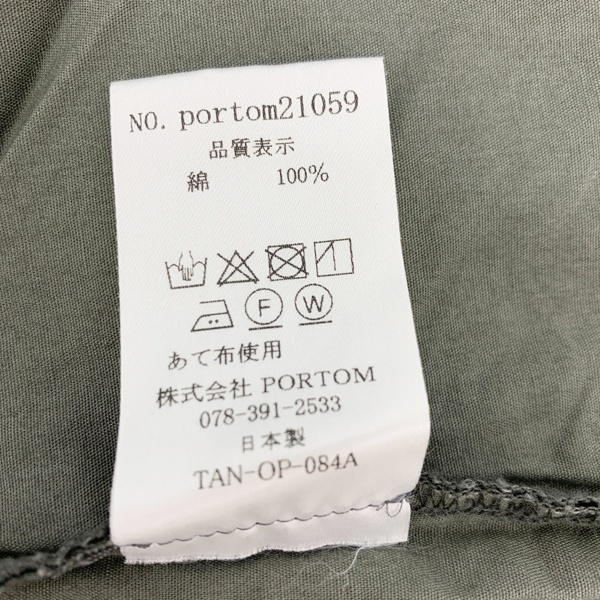 NO. portom21059
品質表示
綿 100%
F W
あて布使用
株式会社 PORTOM
078-391-2533
日本製
TAN-OP-084A